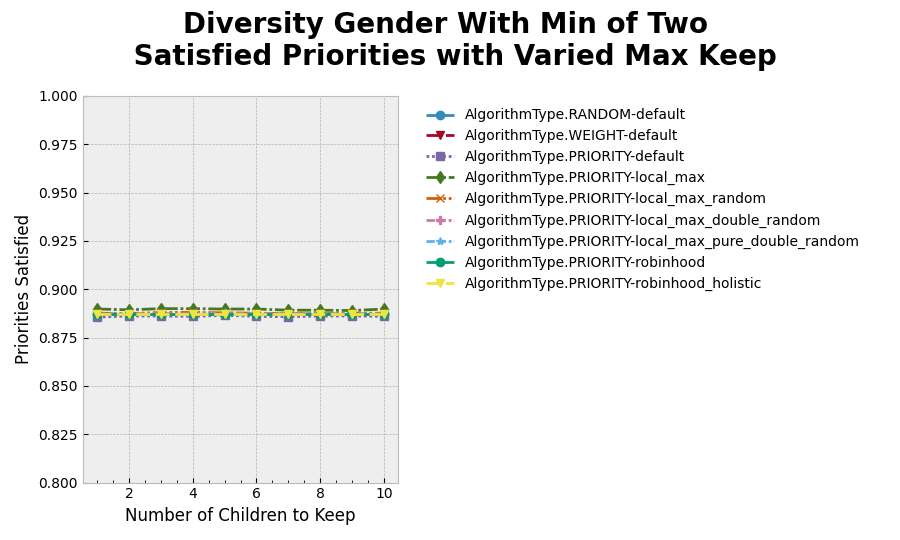 Diversity Gender With Min of Two
Satisfied Priorities with Varied Max Keep
1.000
0.975
0.950
0.925
0.900
0.875
0.850
0.825
0.800
Priorities Satisfied
2 4 6 8 10
Number of Children to Keep
AlgorithmType.RANDOM-default
AlgorithmType.WEIGHT-default
AlgorithmType.PRIORITY-default
AlgorithmType.PRIORITY-local_max
AlgorithmType.PRIORITY-local_max_random
AlgorithmType.PRIORITY-local_max_double_random
AlgorithmType.PRIORITY-local_max_pure_double_random
AlgorithmType.PRIORITY-robinhood
AlgorithmType.PRIORITY-robinhood_holistic